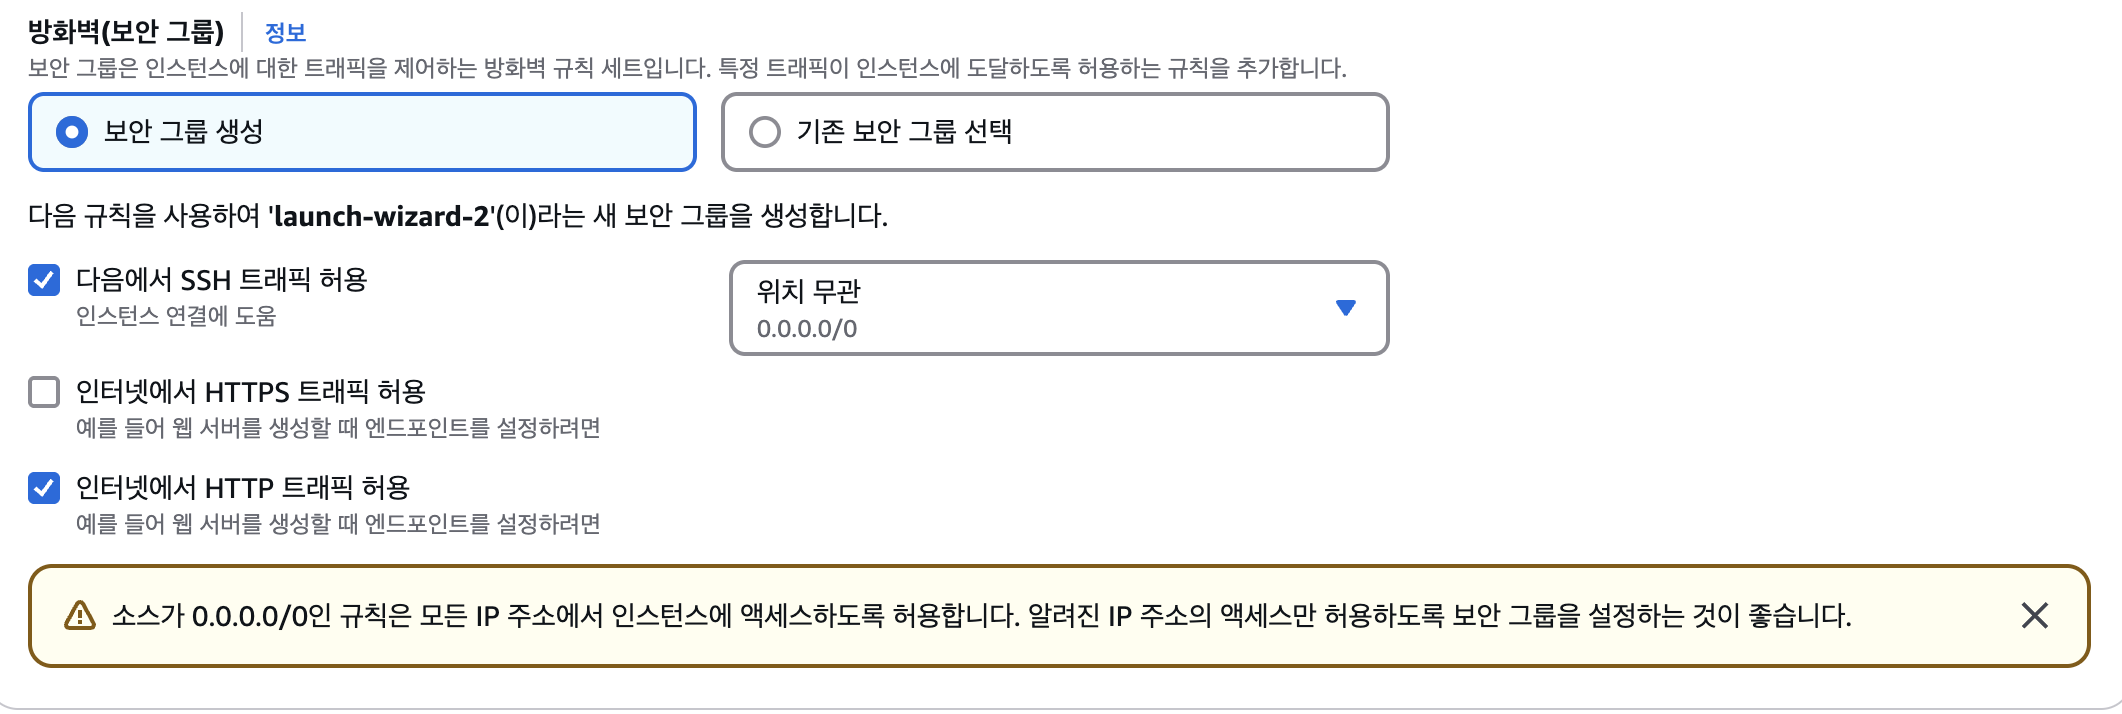 방화벽(보안 그룹) 정보
보안 그룹은 인스턴스에 대한 트래픽을 제어하는 방화벽 규칙 세트입니다. 특정 트래픽이 인스턴스에 도달하도록 허용하는 규칙을 추가합니다.
보안 그룹 생성
기존 보안 그룹 선택
다음 규칙을 사용하여 'launch-wizard-2'(이)라는 새 보안 그룹을 생성합니다.
다음에서 SSH 트래픽 허용
인스턴스 연결에 도움
위치 무관
0.0.0.0/0
인터넷에서 HTTPS 트래픽 허용
예를 들어 웹 서버를 생성할 때 엔드포인트를 설정하려면
인터넷에서 HTTP 트래픽 허용
예를 들어 웹 서버를 생성할 때 엔드포인트를 설정하려면
소스가 0.0.0.0/0인 규칙은 모든 IP 주소에서 인스턴스에 액세스하도록 허용합니다. 알려진 IP 주소의 액세스만 허용하도록 보안 그룹을 설정하는 것이 좋습니다.